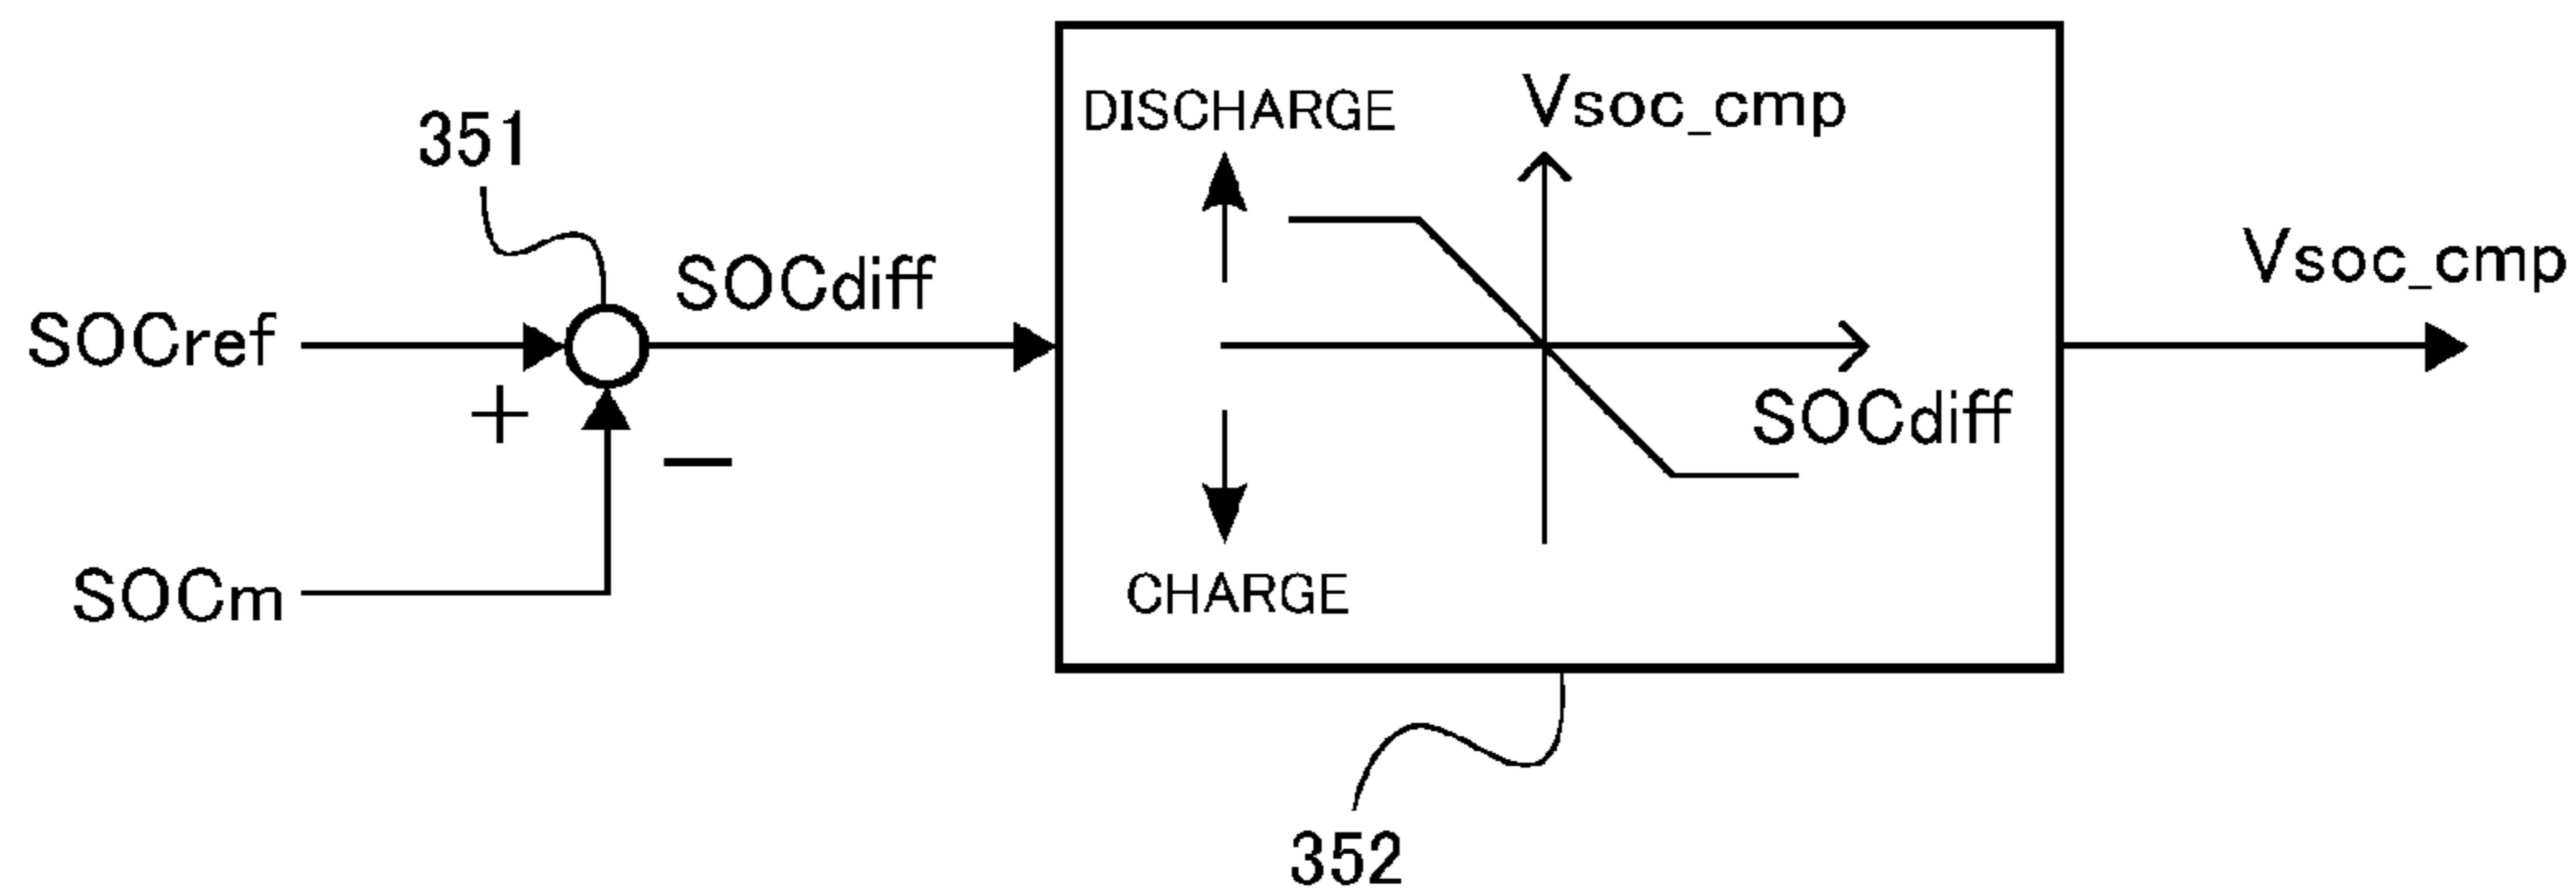 351
SOCref
+
SOCm
−
SOCdiff
DISCHARGE
CHARGE
Vsoc_cmp
SOCdiff
352
Vsoc_cmp